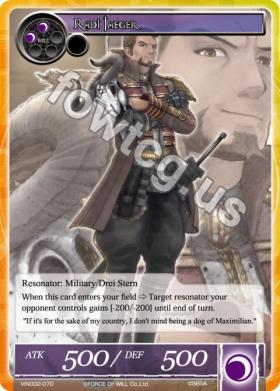 Radi Jaeger
WILL
fowtcg.us
Resonator: Military/Drei Stern
When this card enters your field ⇒ Target resonator your
opponent controls gains [-200/-200] until end of turn.
"If it's for the sake of my country, I don't mind being a dog of Maximilian."
ATK 500 / DEF 500
VIN002-070 ©FORCE OF WILL Co.,Ltd. ©SEGA